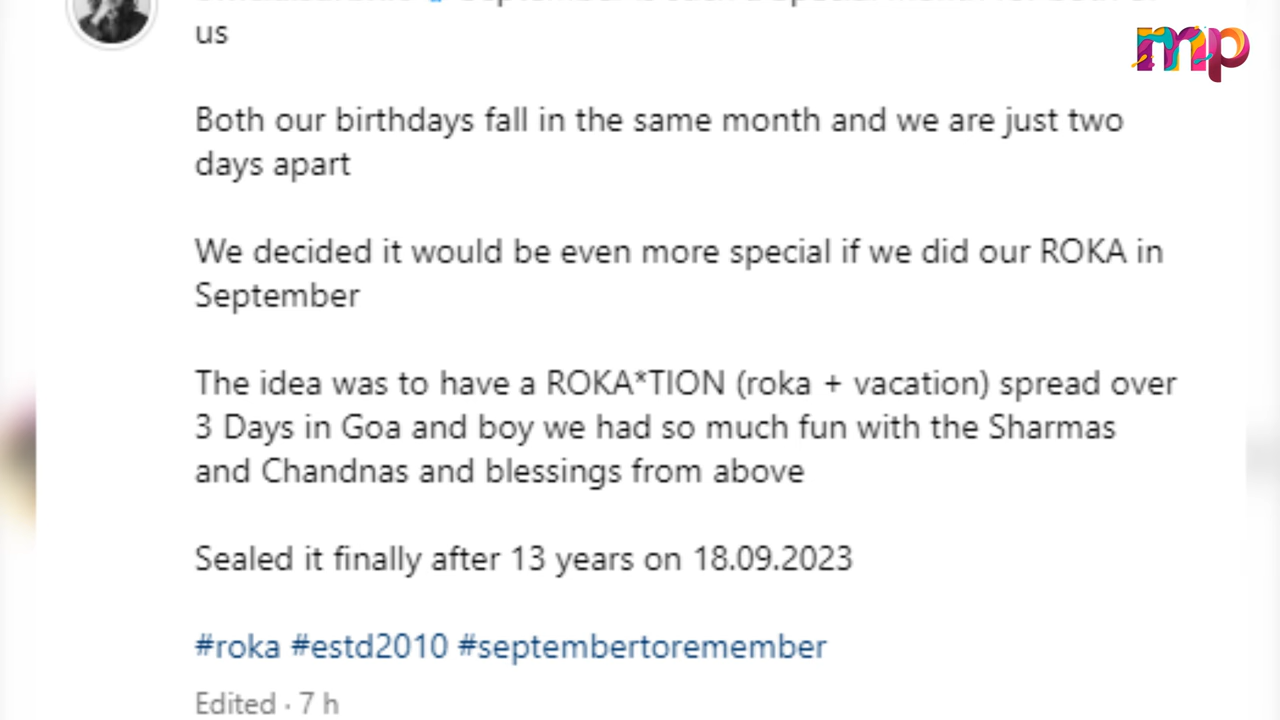 us
mp
Both our birthdays fall in the same month and we are just two
days apart
We decided it would be even more special if we did our ROKA in
September
The idea was to have a ROKA*TION (roka + vacation) spread over
3 Days in Goa and boy we had so much fun with the Sharmas
and Chandnas and blessings from above
Sealed it finally after 13 years on 18.09.2023
#roka #estd2010 #septembertoremember
Edited · 7 h